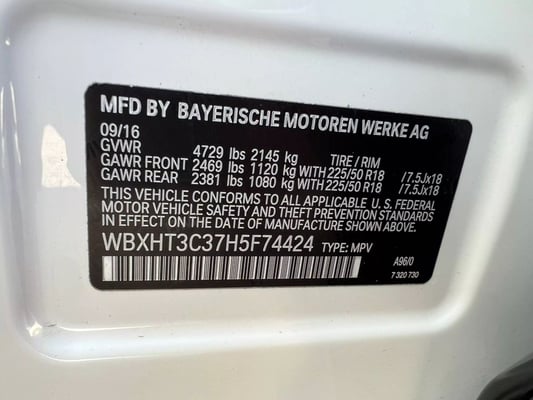 MFD BY BAYERISCHE MOTOREN WERKE AG
09/16
GVWR 4729 lbs 2145 kg TIRE / RIM
GAWR FRONT 2469 lbs 1120 kg WITH 225/50 R18 /7.5Jx18
GAWR REAR 2381 lbs 1080 kg WITH 225/50 R18 /7.5Jx18
THIS VEHICLE CONFORMS TO ALL APPLICABLE U. S. FEDERAL
MOTOR VEHICLE SAFETY AND THEFT PREVENTION STANDARDS
IN EFFECT ON THE DATE OF MANUFACTURE SHOWN ABOVE.
WBXHT3C37H5F74424 TYPE: MPV
A96/0
7 320 730